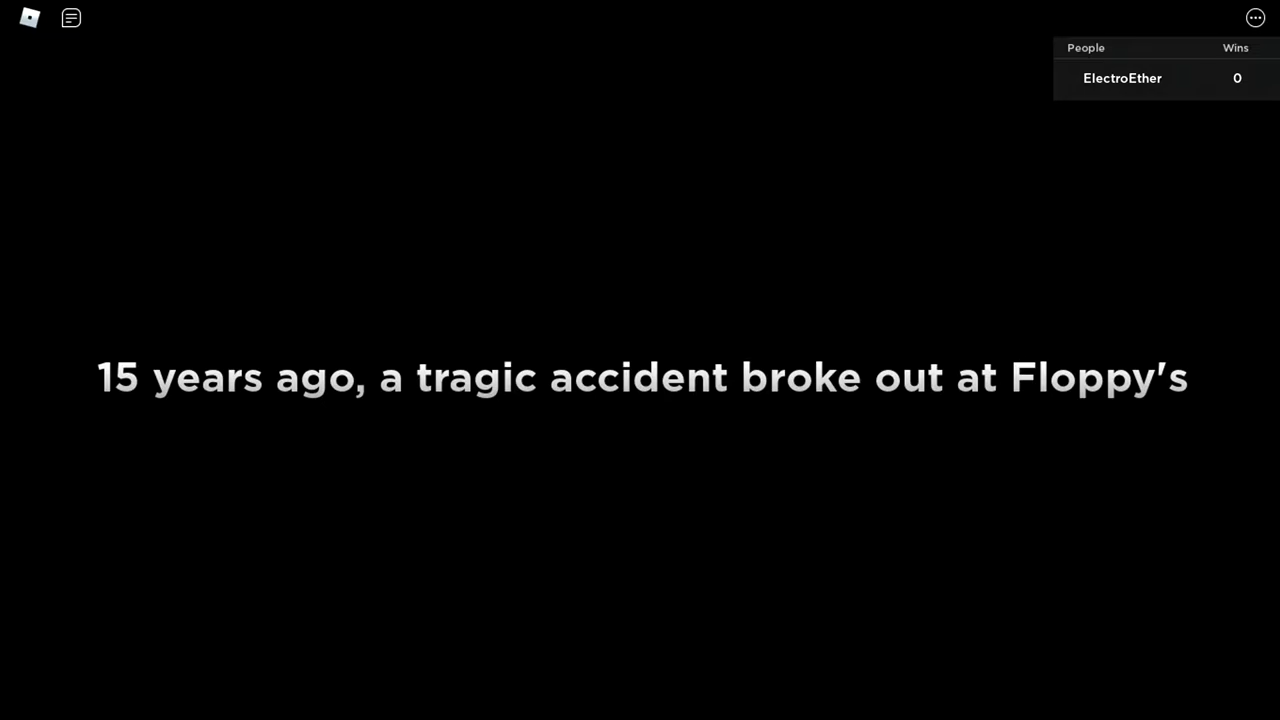 People Wins
ElectroEther 0
15 years ago, a tragic accident broke out at Floppy's